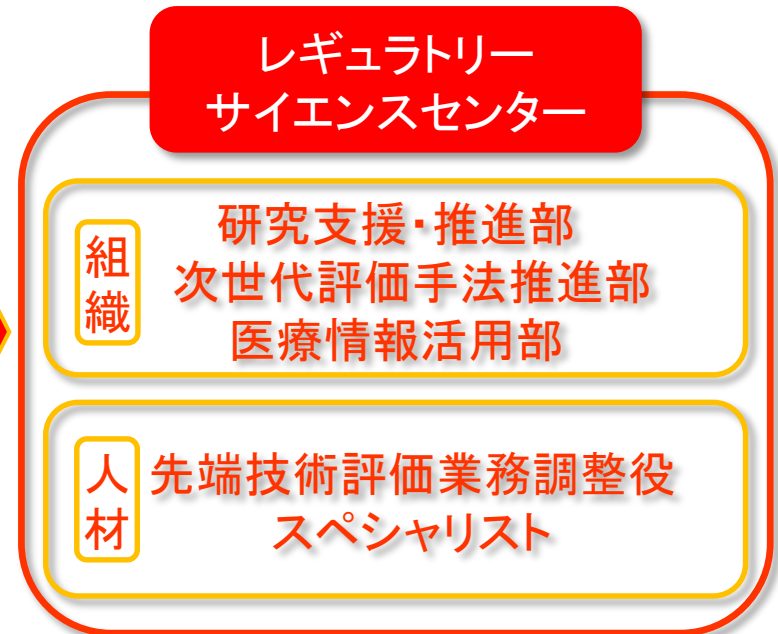 レギュラトリー
サイエンスセンター
組織
研究支援・推進部
次世代評価手法推進部
医療情報活用部
人材
先端技術評価業務調整役
スペシャリスト